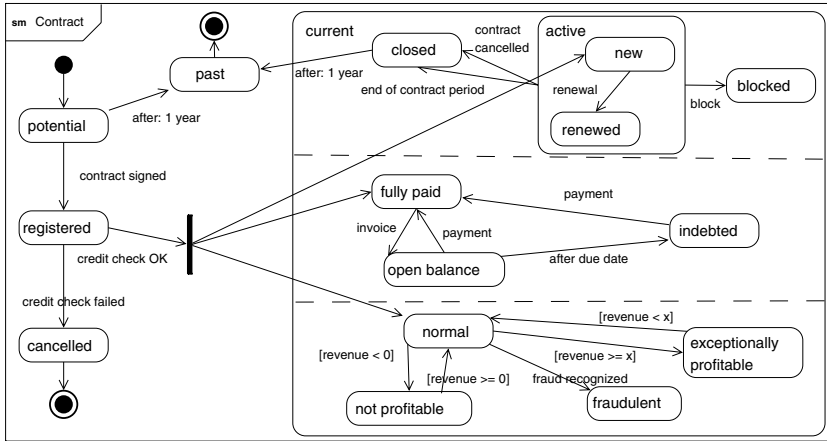 sm Contract
current
contract
cancelled
active
closed
new
past
after: 1 year
end of contract period
renewal
blocked
block
potential
after: 1 year
renewed
contract signed
fully paid
payment
registered
invoice
payment
indebted
credit check OK
open balance
after due date
credit check failed
normal
[revenue < x]
cancelled
[revenue < 0]
[revenue >= x]
exceptionally
profitable
[revenue >= 0]
fraud recognized
not profitable
fraudulent